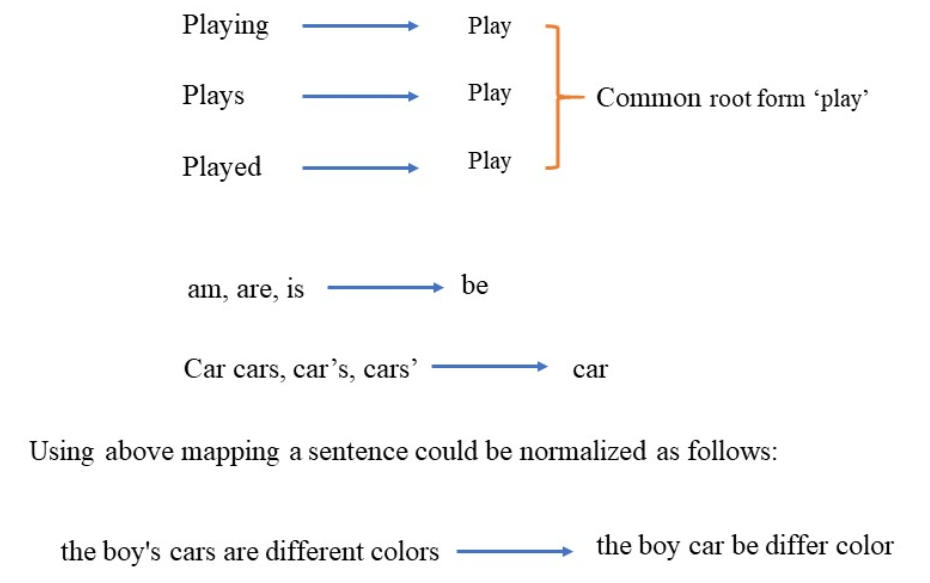 Playing Play
Plays Play Common root form ‘play’
Played Play
am, are, is be
Car cars, car’s, cars’ car
Using above mapping a sentence could be normalized as follows:
the boy's cars are different colors the boy car be differ color